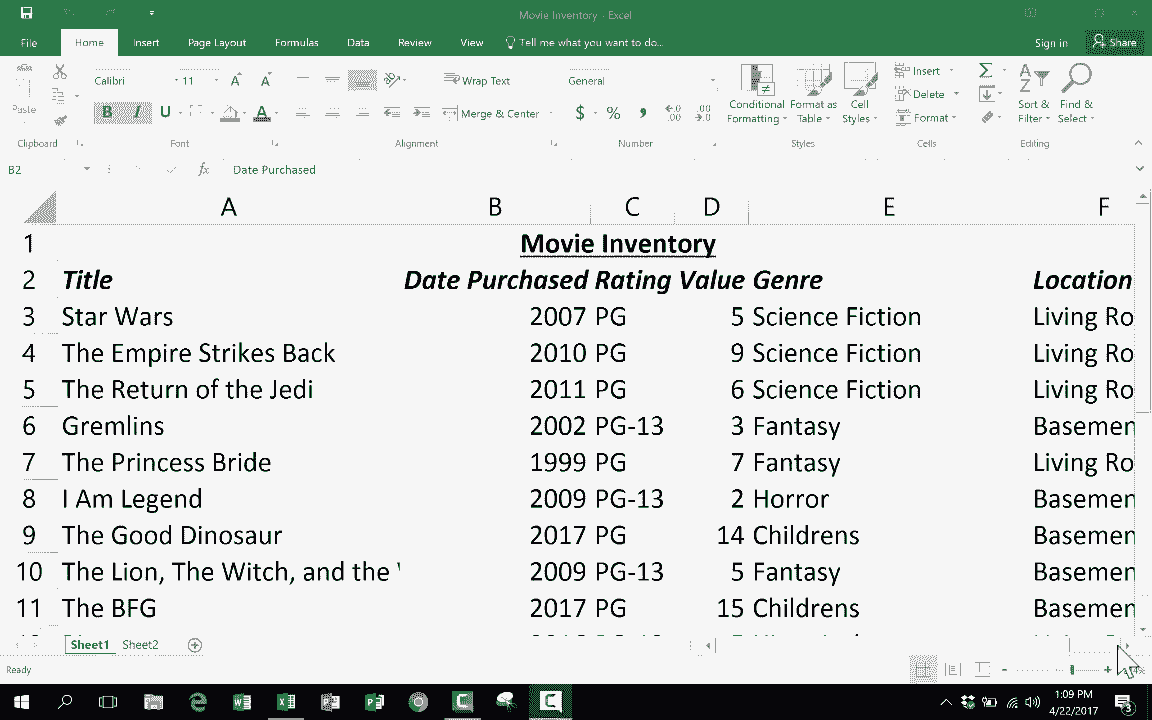 Movie Inventory - Excel
File Home Insert Page Layout Formulas Data Review View Tell me what you want to do... Sign in Share
Calibri 11 Wrap Text General Insert
Paste Conditional Format as Cell Delete Sort & Find &
B I U A Merge & Center $ % , Formatting Table Styles Format Filter Select
Clipboard Font Alignment Number Styles Cells Editing
B2 fx Date Purchased
A B C D E F
1 Movie Inventory
2 Title Date Purchased Rating Value Genre Location
3 Star Wars 2007 PG 5 Science Fiction Living Ro
4 The Empire Strikes Back 2010 PG 9 Science Fiction Living Ro
5 The Return of the Jedi 2011 PG 6 Science Fiction Living Ro
6 Gremlins 2002 PG-13 3 Fantasy Basemen
7 The Princess Bride 1999 PG 7 Fantasy Living Ro
8 I Am Legend 2009 PG-13 2 Horror Basemen
9 The Good Dinosaur 2017 PG 14 Childrens Basemen
10 The Lion, The Witch, and the 2009 PG-13 5 Fantasy Basemen
11 The BFG 2017 PG 15 Childrens Basemen
Sheet1 Sheet2
Ready
1:09 PM
4/22/2017